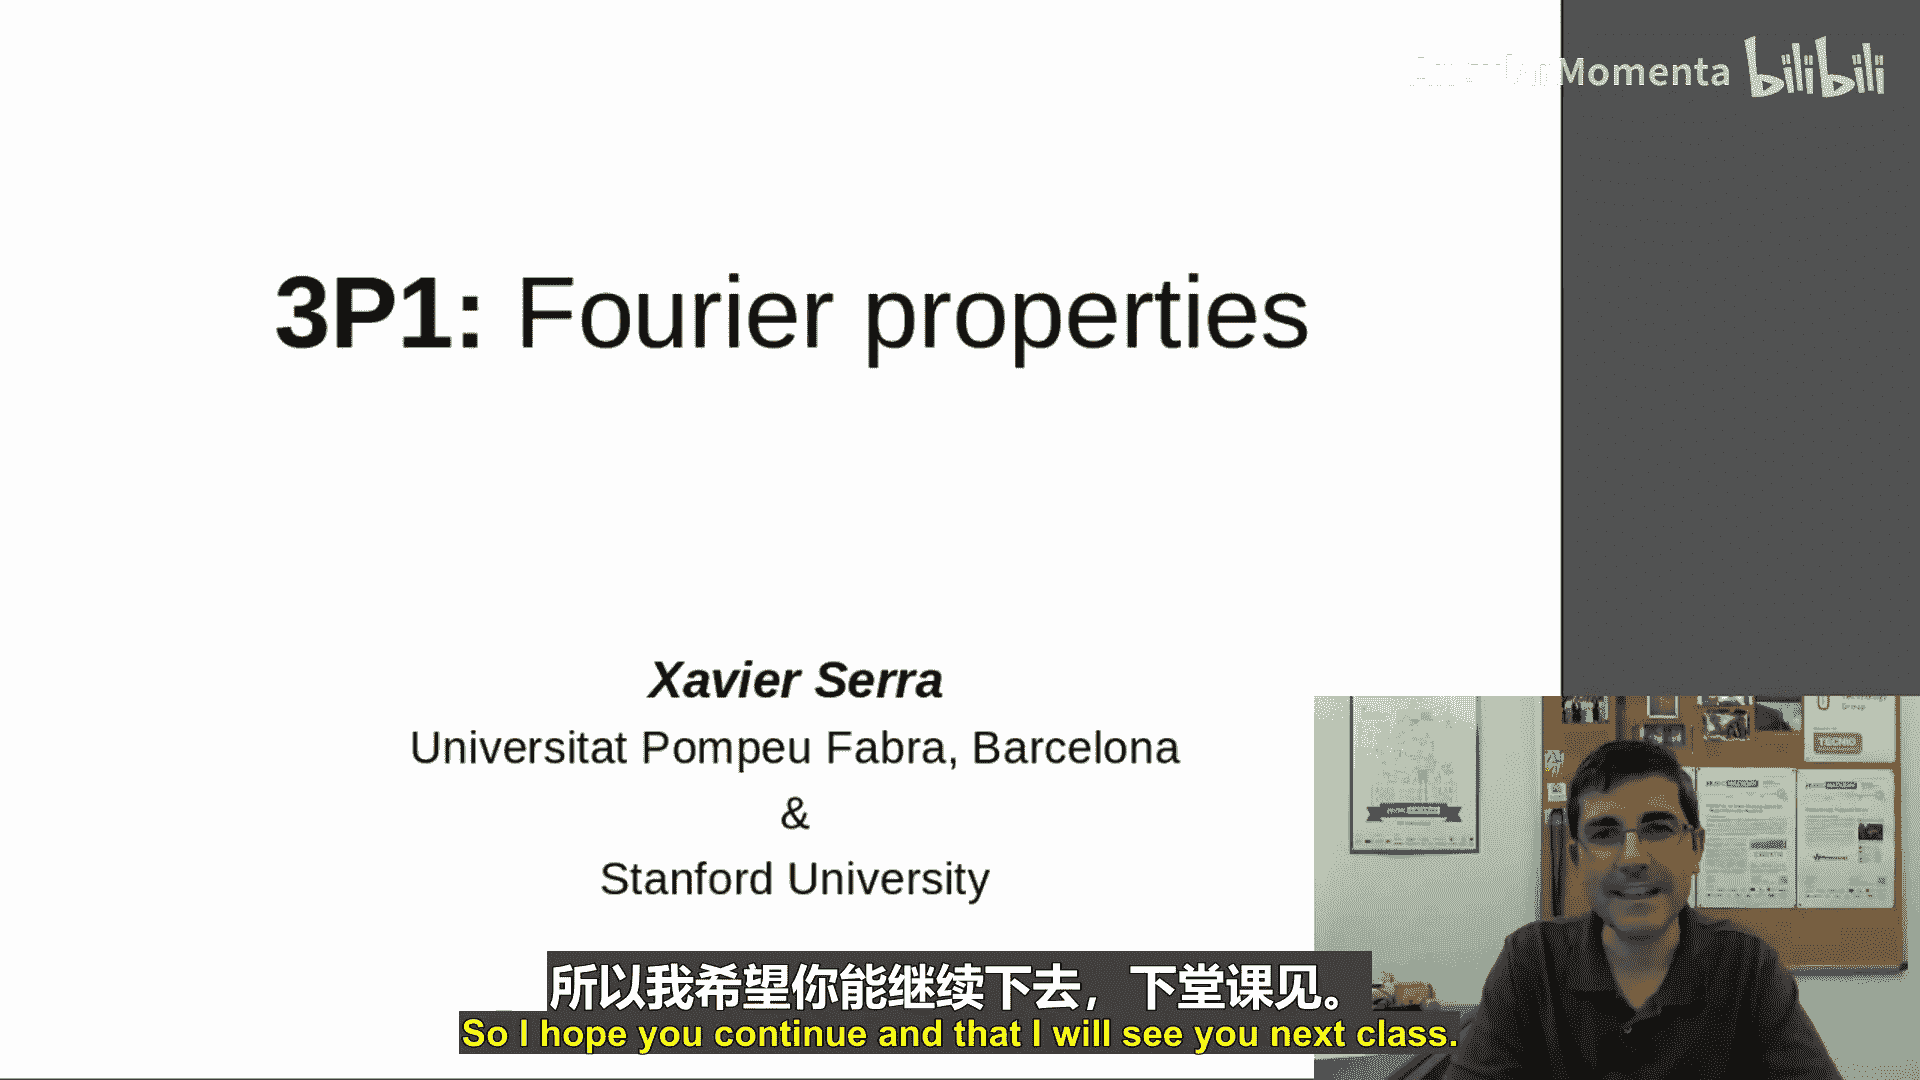 Momenta bilibili
3P1: Fourier properties
Xavier Serra
Universitat Pompeu Fabra, Barcelona
&
Stanford University
TECNIO
所以我希望你能继续下去，下堂课见。
So I hope you continue and that I will see you next class.